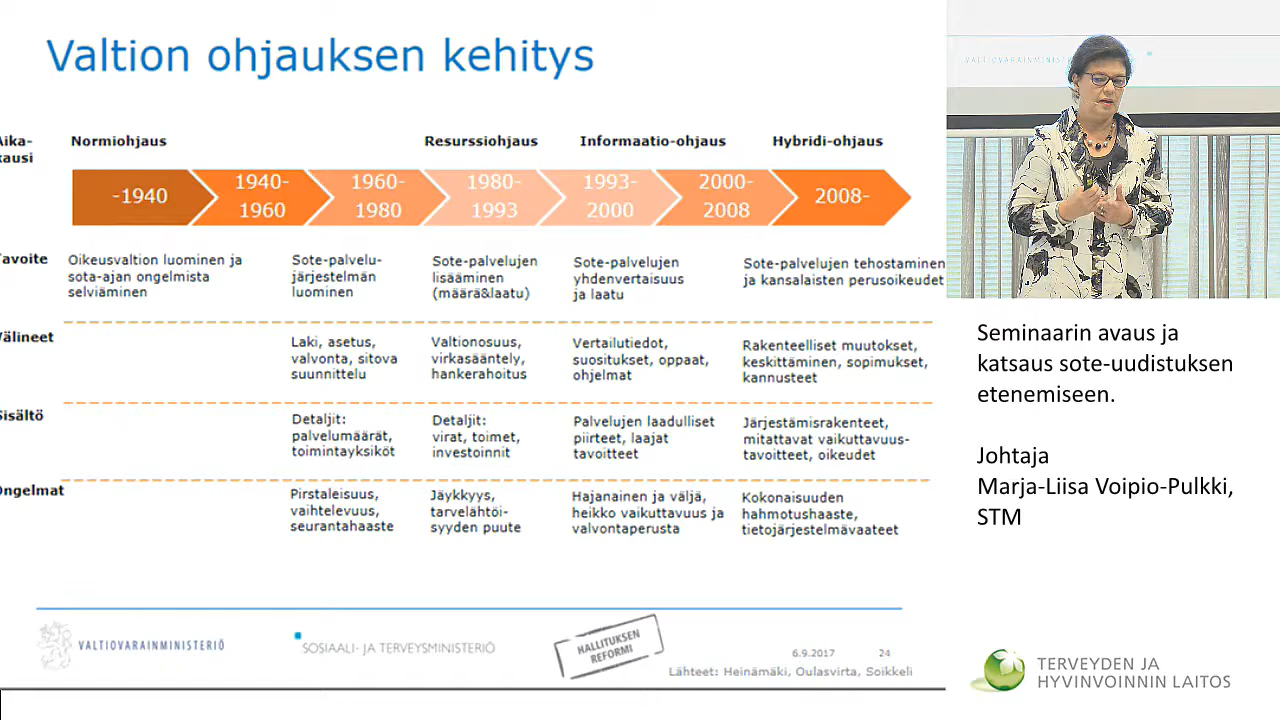 Valtion ohjauksen kehitys
Aika-
kausi
Normiohjaus
Resurssiohjaus
Informaatio-ohjaus
Hybridi-ohjaus
-1940
1940-
1960
1960-
1980
1980-
1993
1993-
2000
2000-
2008
2008-
Tavoite
Oikeusvaltion luominen ja
sota-ajan ongelmista
selviäminen
Sote-palvelu-
järjestelmän
luominen
Sote-palvelujen
lisääminen
(määrä&laatu)
Sote-palvelujen
yhdenvertaisuus
ja laatu
Sote-palvelujen tehostaminen
ja kansalaisten perusoikeudet
Välineet
Laki, asetus,
valvonta, sitova
suunnittelu
Valtionosuus,
virkasääntely,
hankerahoitus
Vertailutiedot,
suositukset, oppaat,
ohjelmat
Rakenteelliset muutokset,
keskittäminen, sopimukset,
kannusteet
Sisältö
Detaljit:
palvelumäärät,
toimintayksiköt
Detaljit:
virat, toimet,
investoinnit
Palvelujen laadulliset
piirteet, laajat
tavoitteet
Järjestämisrakenteet,
mitattavat vaikuttavuus-
tavoitteet, oikeudet
Ongelmat
Pirstaleisuus,
vaihtelevuus,
seurantahaaste
Jäykkyys,
tarvelähtöi-
syyden puute
Hajanainen ja väljä,
heikko vaikuttavuus ja
valvontaperusta
Kokonaisuuden
hahmotushaaste,
tietojärjestelmävaateet
VALTIOVARAINMINISTERIÖ
SOSIAALI- JA TERVEYSMINISTERIÖ
HALLITUKSEN
REFORMI
6.9.2017
24
Lähteet: Heinämäki, Oulasvirta, Soikkeli
Seminaarin avaus ja
katsaus sote-uudistuksen
etenemiseen.
Johtaja
Marja-Liisa Voipio-Pulkki,
STM
TERVEYDEN JA
HYVINVOINNIN LAITOS